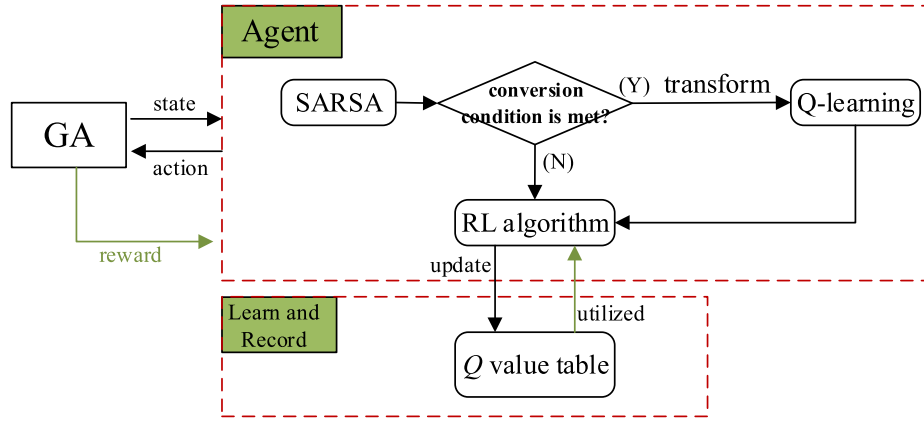 Agent
SARSA
conversion
condition is met?
(Y)
transform
Q-learning
GA
state
action
(N)
RL algorithm
reward
update
utilized
Learn and
Record
Q value table